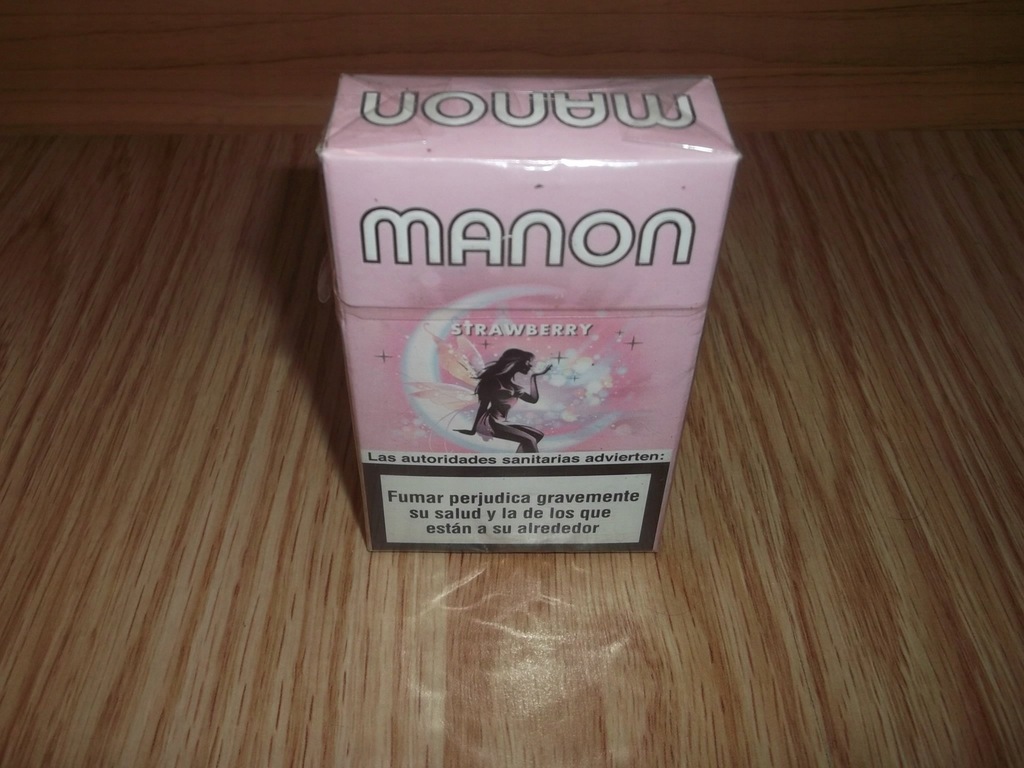 MANON
MANON
STRAWBERRY
Las autoridades sanitarias advierten:
Fumar perjudica gravemente
su salud y la de los que
están a su alrededor